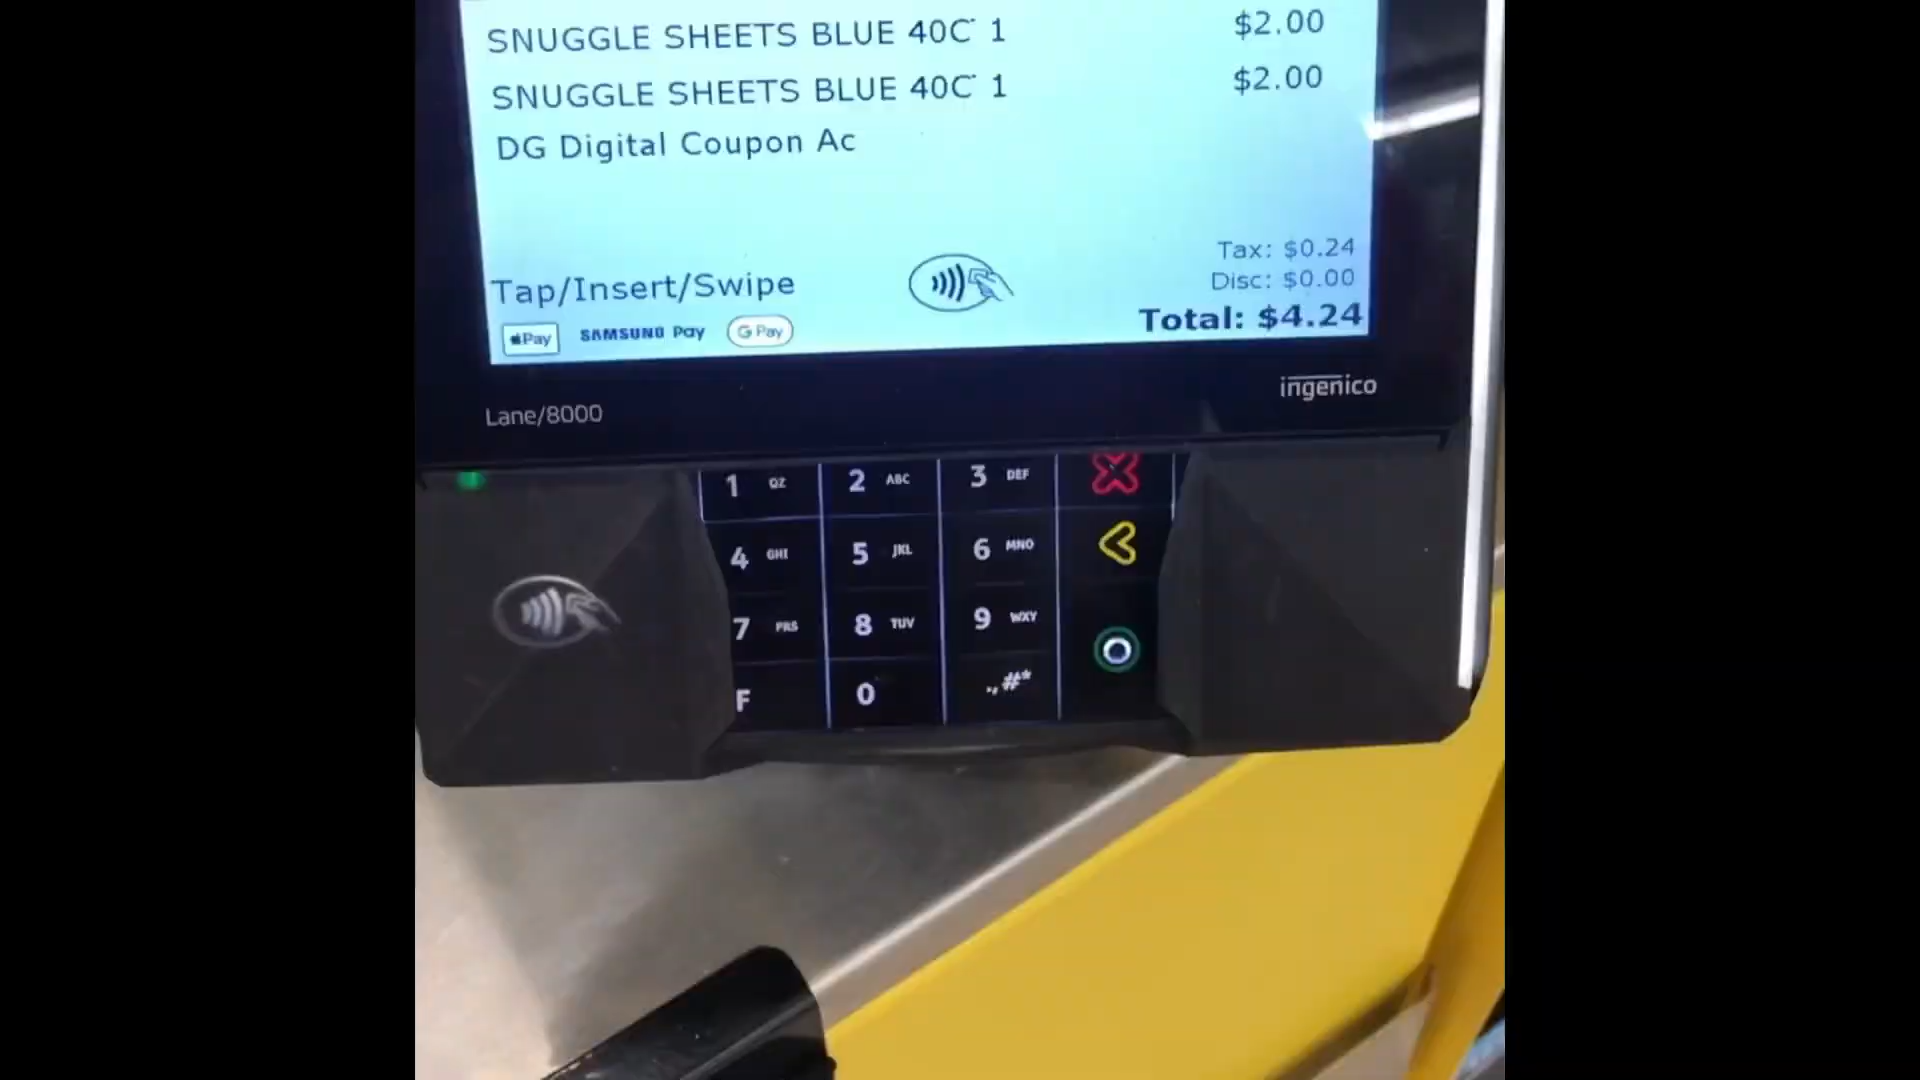 SNUGGLE SHEETS BLUE 40C 1 $2.00
SNUGGLE SHEETS BLUE 40C 1 $2.00
DG Digital Coupon Ac
Tax: $0.24
Disc: $0.00
Tap/Insert/Swipe
Total: $4.24
Pay SAMSUNG Pay G Pay
ingenico
Lane/8000
1 QZ 2 ABC 3 DEF
4 GHI 5 JKL 6 MNO
7 PRS 8 TUV 9 WXY
F 0 .,#*